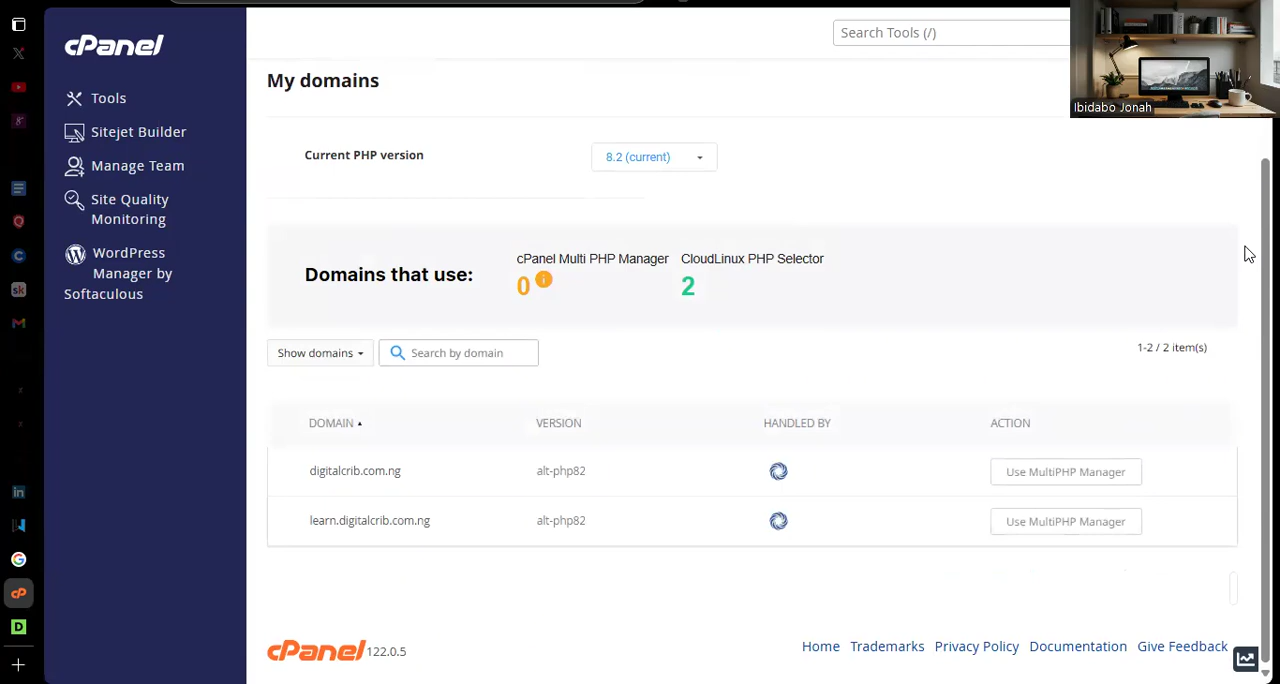 cPanel
Search Tools (/)
Ibidabo Jonah
Tools
Sitejet Builder
Manage Team
Site Quality
Monitoring
WordPress
Manager by
Softaculous
My domains
Current PHP version
8.2 (current)
Domains that use:
cPanel Multi PHP Manager
0
CloudLinux PHP Selector
2
Show domains
Search by domain
1-2 / 2 item(s)
DOMAIN VERSION HANDLED BY ACTION
digitalcrib.com.ng alt-php82 Use MultiPHP Manager
learn.digitalcrib.com.ng alt-php82 Use MultiPHP Manager
cPanel 122.0.5
Home Trademarks Privacy Policy Documentation Give Feedback